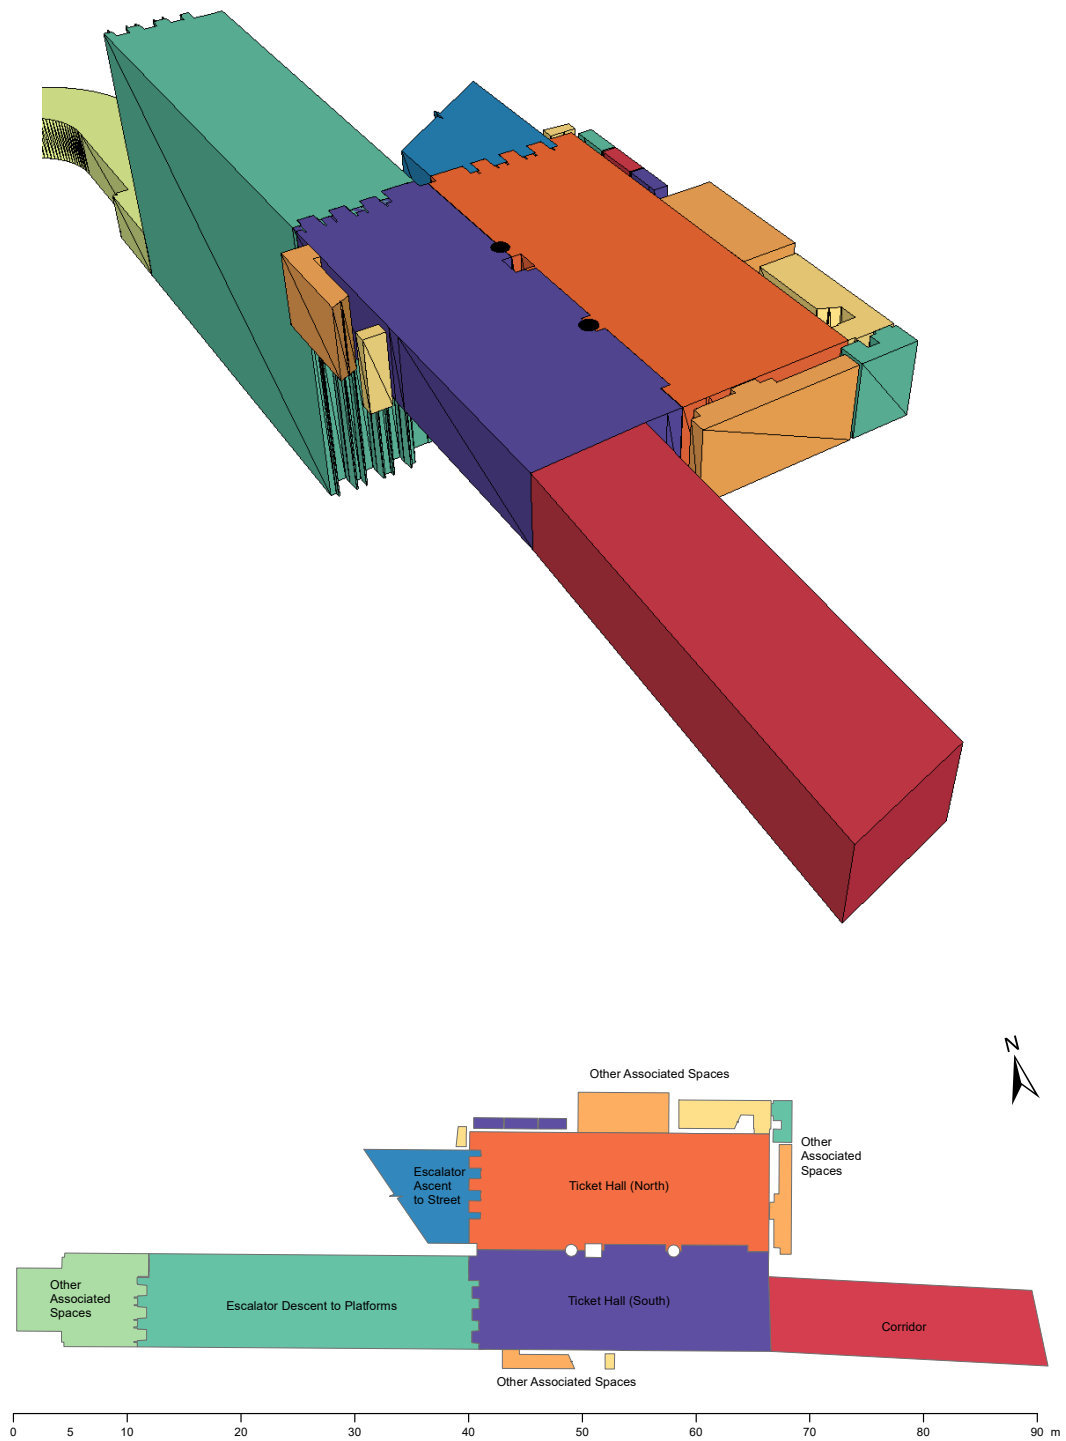 N
Other Associated Spaces
Other
Associated
Spaces
Escalator
Ascent
to Street
Ticket Hall (North)
Other
Associated
Spaces
Escalator Descent to Platforms
Ticket Hall (South)
Corridor
Other Associated Spaces
0 5 10 20 30 40 50 60 70 80 90 m